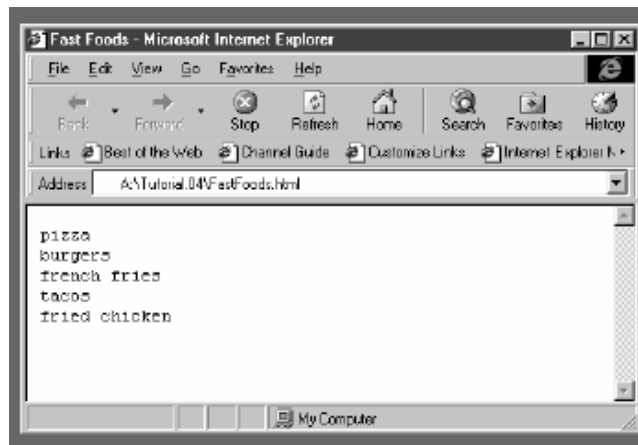 Fast Foods - Microsoft Internet Explorer
File Edit View Go Favorites Help
Back Forward Stop Refresh Home Search Favorites History
Links Best of the Web Channel Guide Customize Links Internet Explorer N
Address A:\Tutorial.04\FastFoods.html
pizza
burgers
french fries
tacos
fried chicken
My Computer